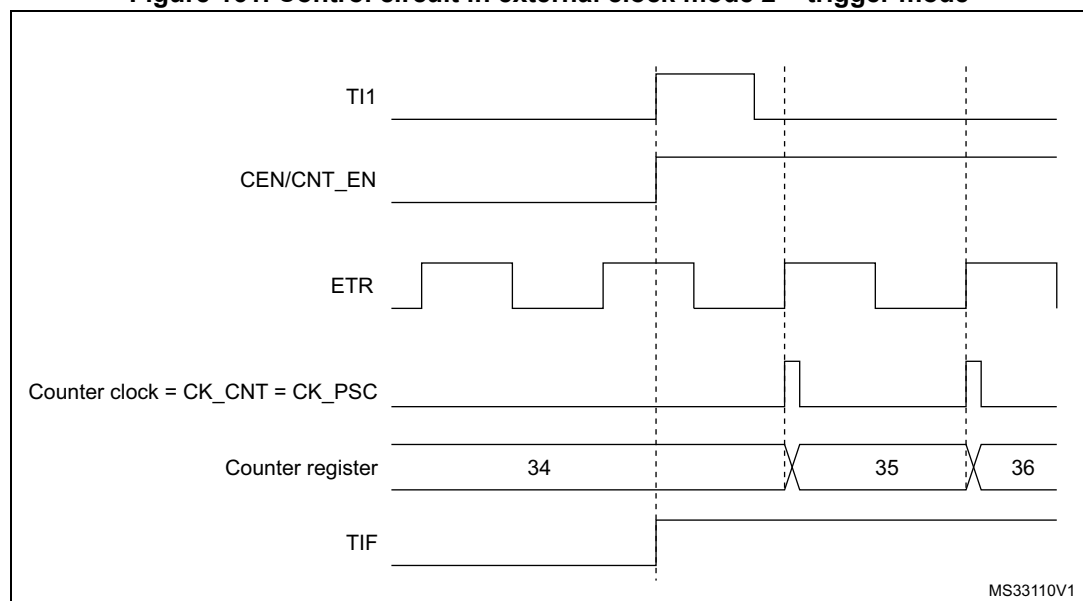 TI1
CEN/CNT_EN
ETR
Counter clock = CK_CNT = CK_PSC
Counter register 34 35 36
TIF
MS33110V1